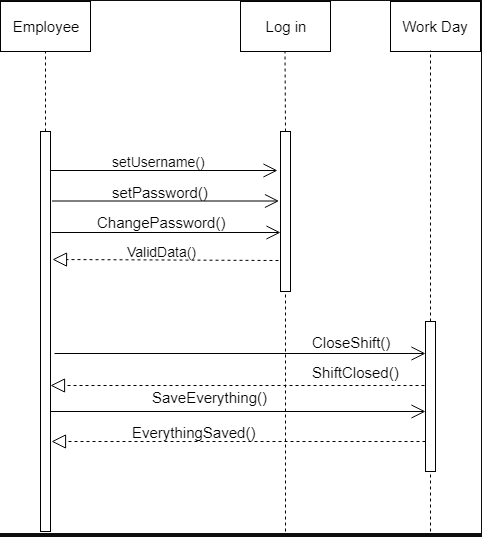 Employee
Log in
Work Day
setUsername()
setPassword()
ChangePassword()
ValidData()
CloseShift()
ShiftClosed()
SaveEverything()
EverythingSaved()